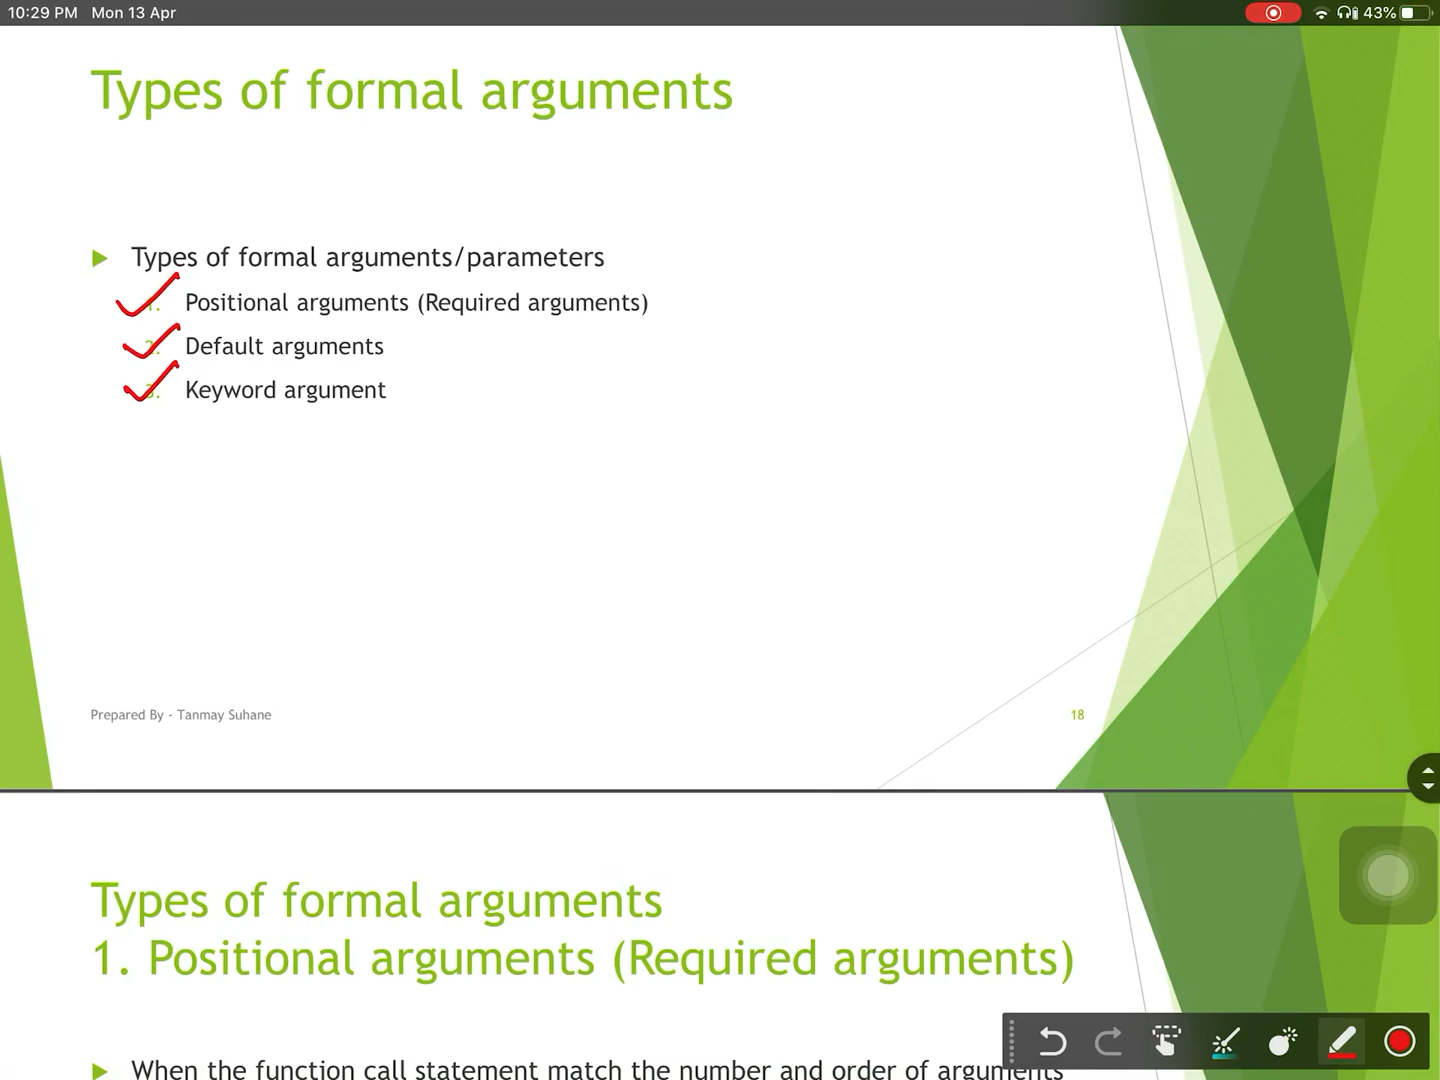 10:29 PM Mon 13 Apr 43%
Types of formal arguments
Types of formal arguments/parameters
Positional arguments (Required arguments)
Default arguments
Keyword argument
Prepared By - Tanmay Suhane 18
Types of formal arguments
1. Positional arguments (Required arguments)
When the function call statement match the number and order of arguments